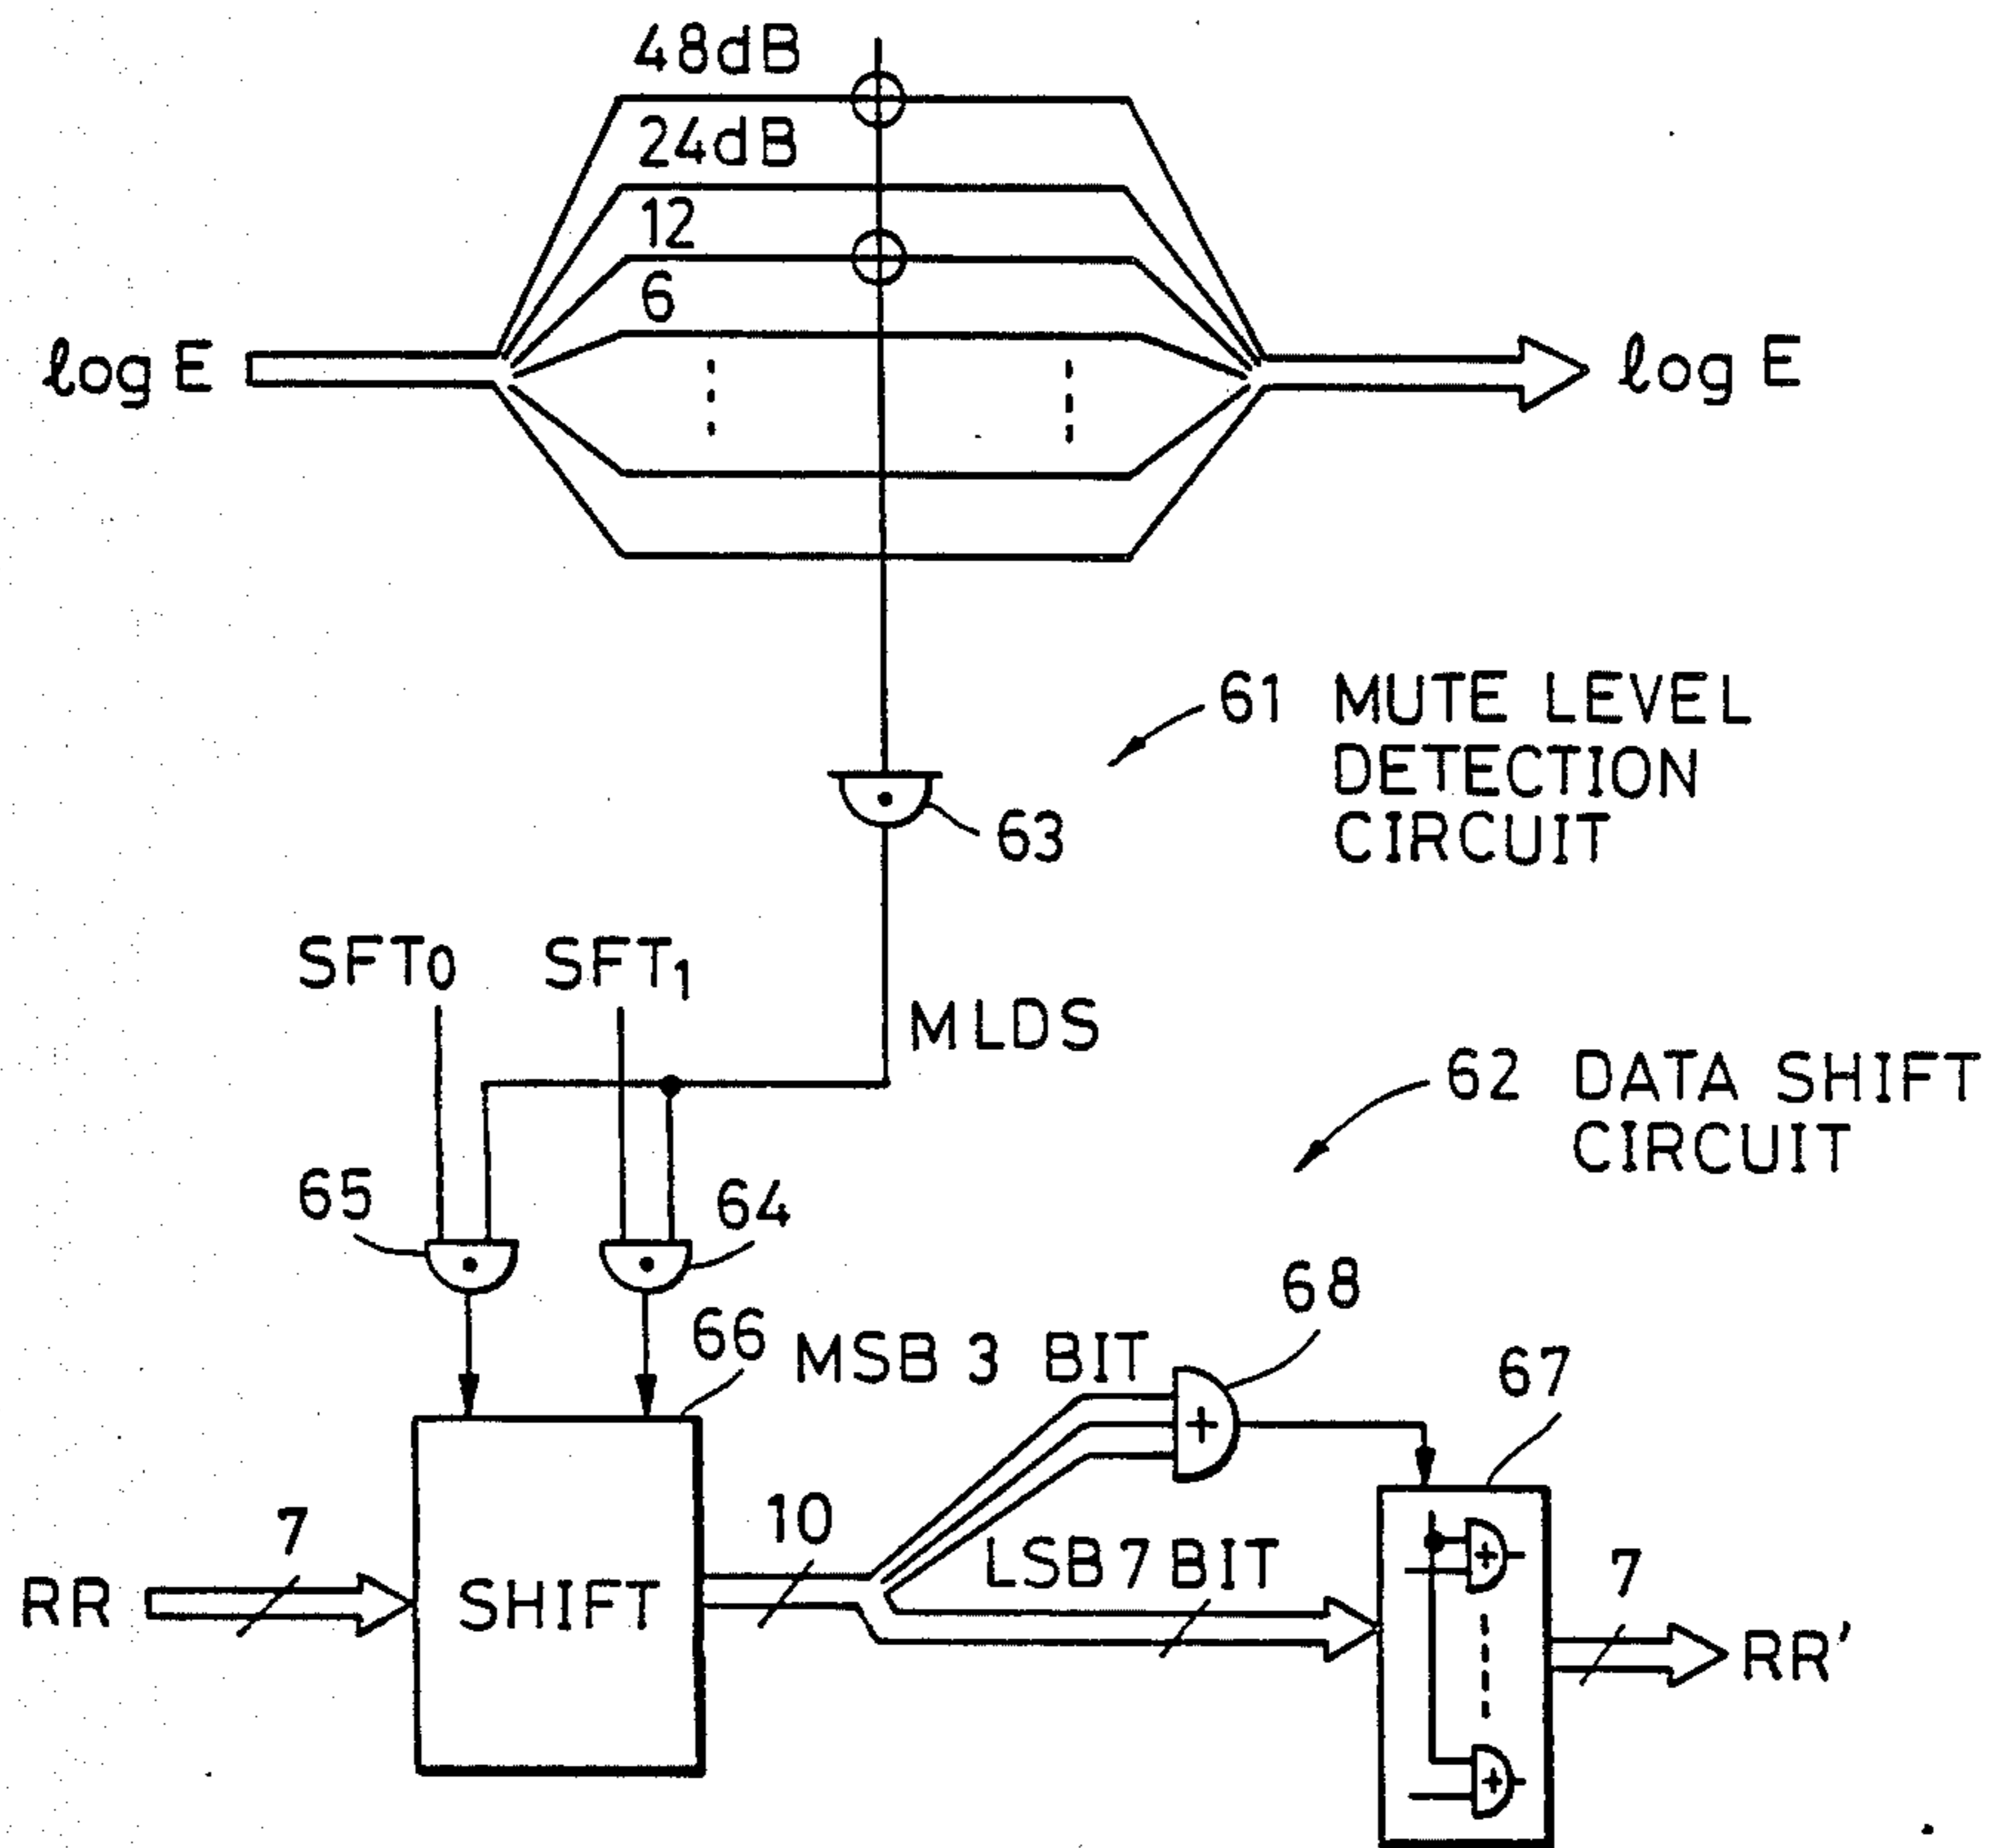 48dB
24dB
12
6
log E
log E
61 MUTE LEVEL
DETECTION
CIRCUIT
63
SFT0
SFT1
MLDS
62 DATA SHIFT
CIRCUIT
65
64
66
MSB 3 BIT
68
67
7
10
LSB 7 BIT
7
RR
SHIFT
RR'